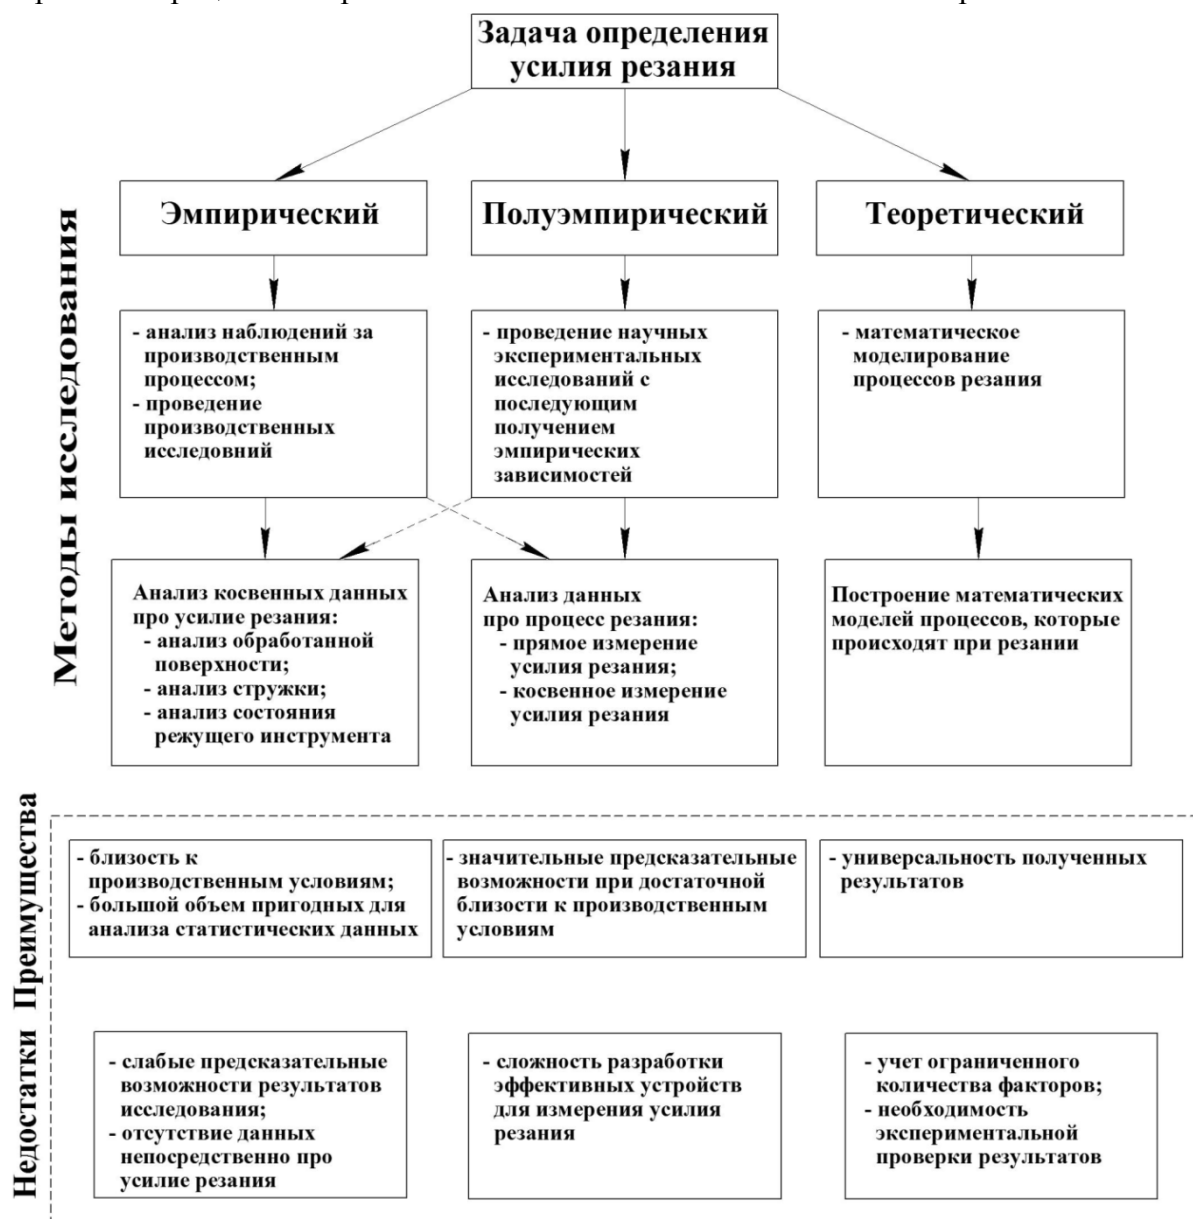 Задача определения
усилия резания
Методы исследования
Эмпирический
Полуэмпирический
Теоретический
- анализ наблюдений за
производственным
процессом;
- проведение
производственных
исследовний
- проведение научных
экспериментальных
исследований с
последующим
получением
эмпирических
зависимостей
- математическое
моделирование
процессов резания
Анализ косвенных данных
про усилие резания:
- анализ обработанной
поверхности;
- анализ стружки;
- анализ состояния
режущего инструмента
Анализ данных
про процесс резания:
- прямое измерение
усилия резания;
- косвенное измерение
усилия резания
Построение математических
моделей процессов, которые
происходят при резании
Преимущества
- близость к
производственным условиям;
- большой объем пригодных для
анализа статистических данных
- значительные предсказательные
возможности при достаточной
близости к производственным
условиям
- универсальность полученных
результатов
Недостатки
- слабые предсказательные
возможности результатов
исследования;
- отсутствие данных
непосредственно про
усилие резания
- сложность разработки
эффективных устройств
для измерения усилия
резания
- учет ограниченного
количества факторов;
- необходимость
экспериментальной
проверки результатов